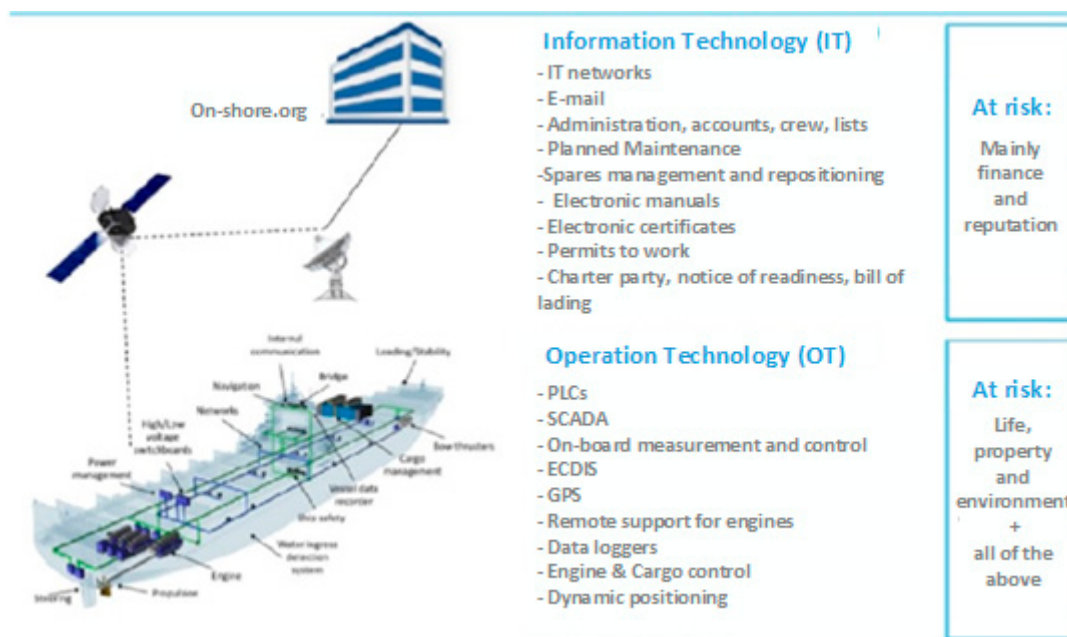 On-shore.org
Information Technology (IT)
- IT networks
- E-mail
- Administration, accounts, crew, lists
- Planned Maintenance
-Spares management and repositioning
- Electronic manuals
- Electronic certificates
- Permits to work
- Charter party, notice of readiness, bill of
lading
At risk:
Mainly
finance
and
reputation
Internal
communication
Loading/Stability
Bridge
Navigation
Networks
High/Low
voltage
switchboards
Power
management
Bow thrusters
Cargo
management
Vessel data
recorder
Ship safety
Water ingress
detection
system
Engine
Propulsion
Steering
Operation Technology (OT)
- PLCs
- SCADA
- On-board measurement and control
- ECDIS
- GPS
- Remote support for engines
- Data loggers
- Engine & Cargo control
- Dynamic positioning
At risk:
Life,
property
and
environment
+
all of the
above